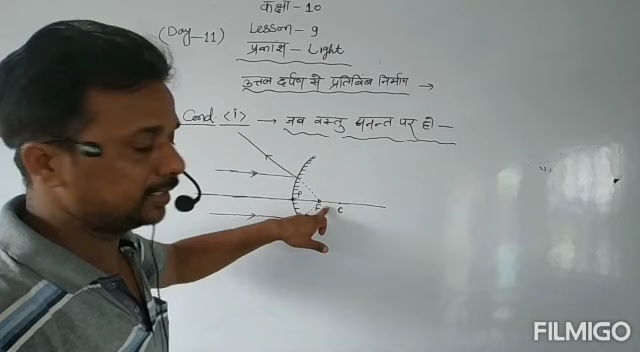 कक्षा – 10
(Day – 11) Lesson – 9
प्रकाश – Light
उत्तल दर्पण से प्रतिबिंब निर्माण →
Cond. <i> → जब वस्तु अनन्त पर हो –
P F C
FILMIGO